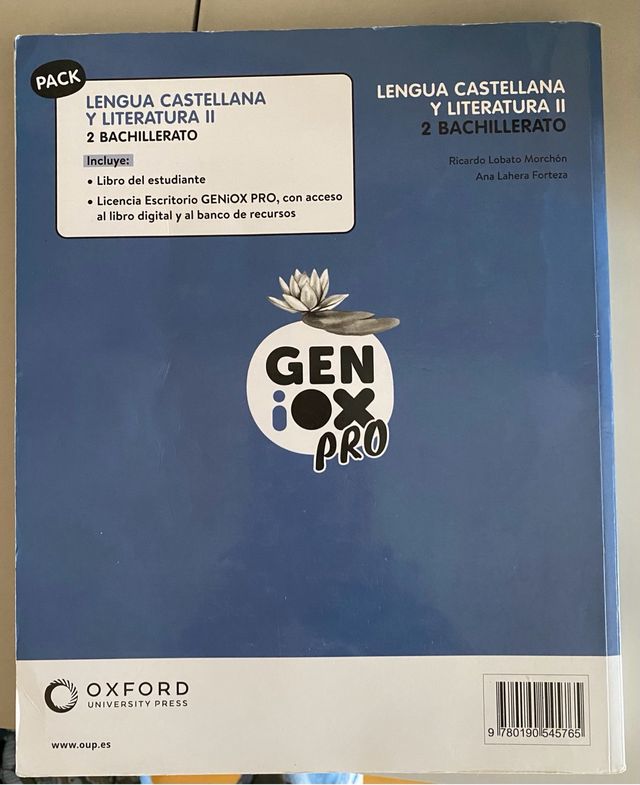 PACK
LENGUA CASTELLANA
Y LITERATURA II
2 BACHILLERATO
Incluye:
• Libro del estudiante
• Licencia Escritorio GENiOX PRO, con acceso
al libro digital y al banco de recursos
LENGUA CASTELLANA
Y LITERATURA II
2 BACHILLERATO
Ricardo Lobato Morchón
Ana Lahera Forteza
GEN
iOX
PRO
OXFORD
UNIVERSITY PRESS
www.oup.es
9 780190 545765